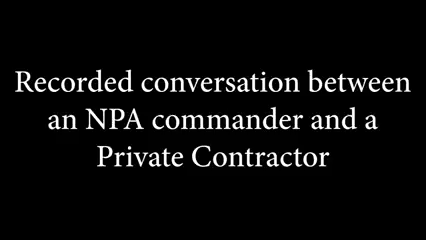 Recorded conversation between
an NPA commander and a
Private Contractor